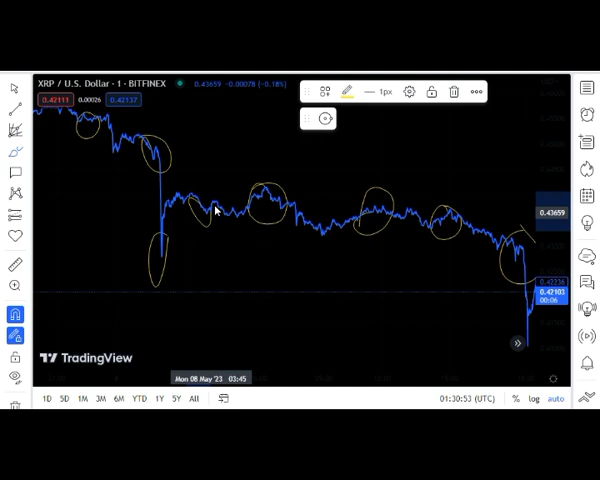 XRP / U.S. Dollar · 1 · BITFINEX 0.43659 -0.00078 (-0.18%)
0.42111 0.00026 0.42137
1px
0.43659
0.42236
0.42103
00:06
TradingView
Mon 08 May '23 03:45
1D 5D 1M 3M 6M YTD 1Y 5Y All 01:30:53 (UTC) % log auto